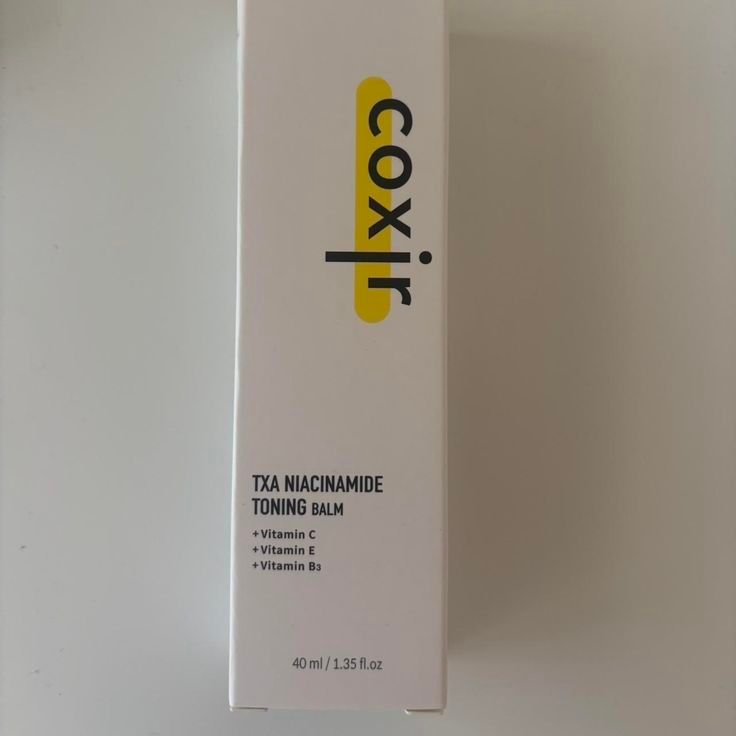 coxir
TXA NIACINAMIDE
TONING BALM
+Vitamin C
+Vitamin E
+Vitamin B3
40 ml / 1.35 fl.oz